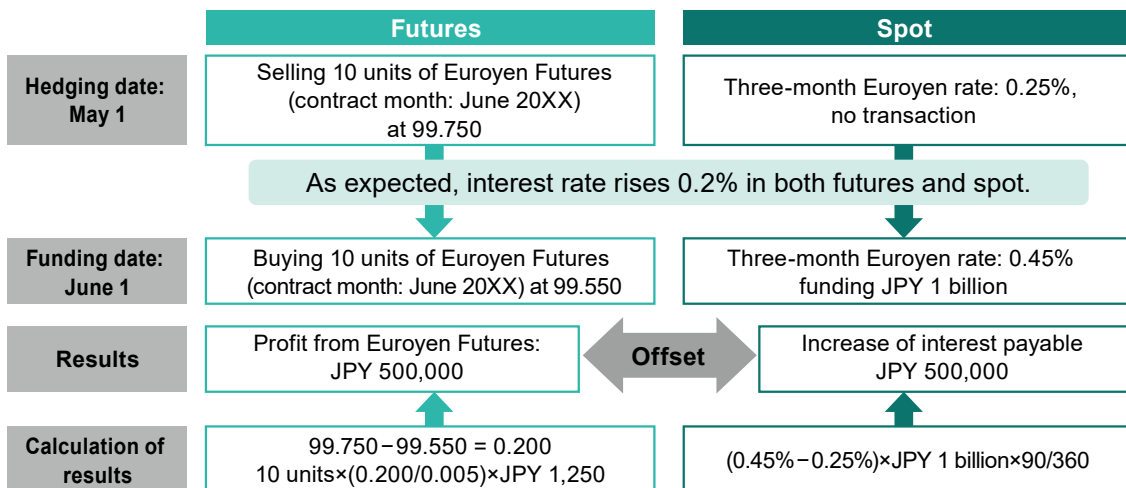 Futures
Spot
Hedging date:
May 1
Selling 10 units of Euroyen Futures
(contract month: June 20XX)
at 99.750
Three-month Euroyen rate: 0.25%,
no transaction
As expected, interest rate rises 0.2% in both futures and spot.
Funding date:
June 1
Buying 10 units of Euroyen Futures
(contract month: June 20XX) at 99.550
Three-month Euroyen rate: 0.45%
funding JPY 1 billion
Results
Profit from Euroyen Futures:
JPY 500,000
Offset
Increase of interest payable
JPY 500,000
Calculation of
results
99.750−99.550 = 0.200
10 units×(0.200/0.005)×JPY 1,250
(0.45%−0.25%)×JPY 1 billion×90/360